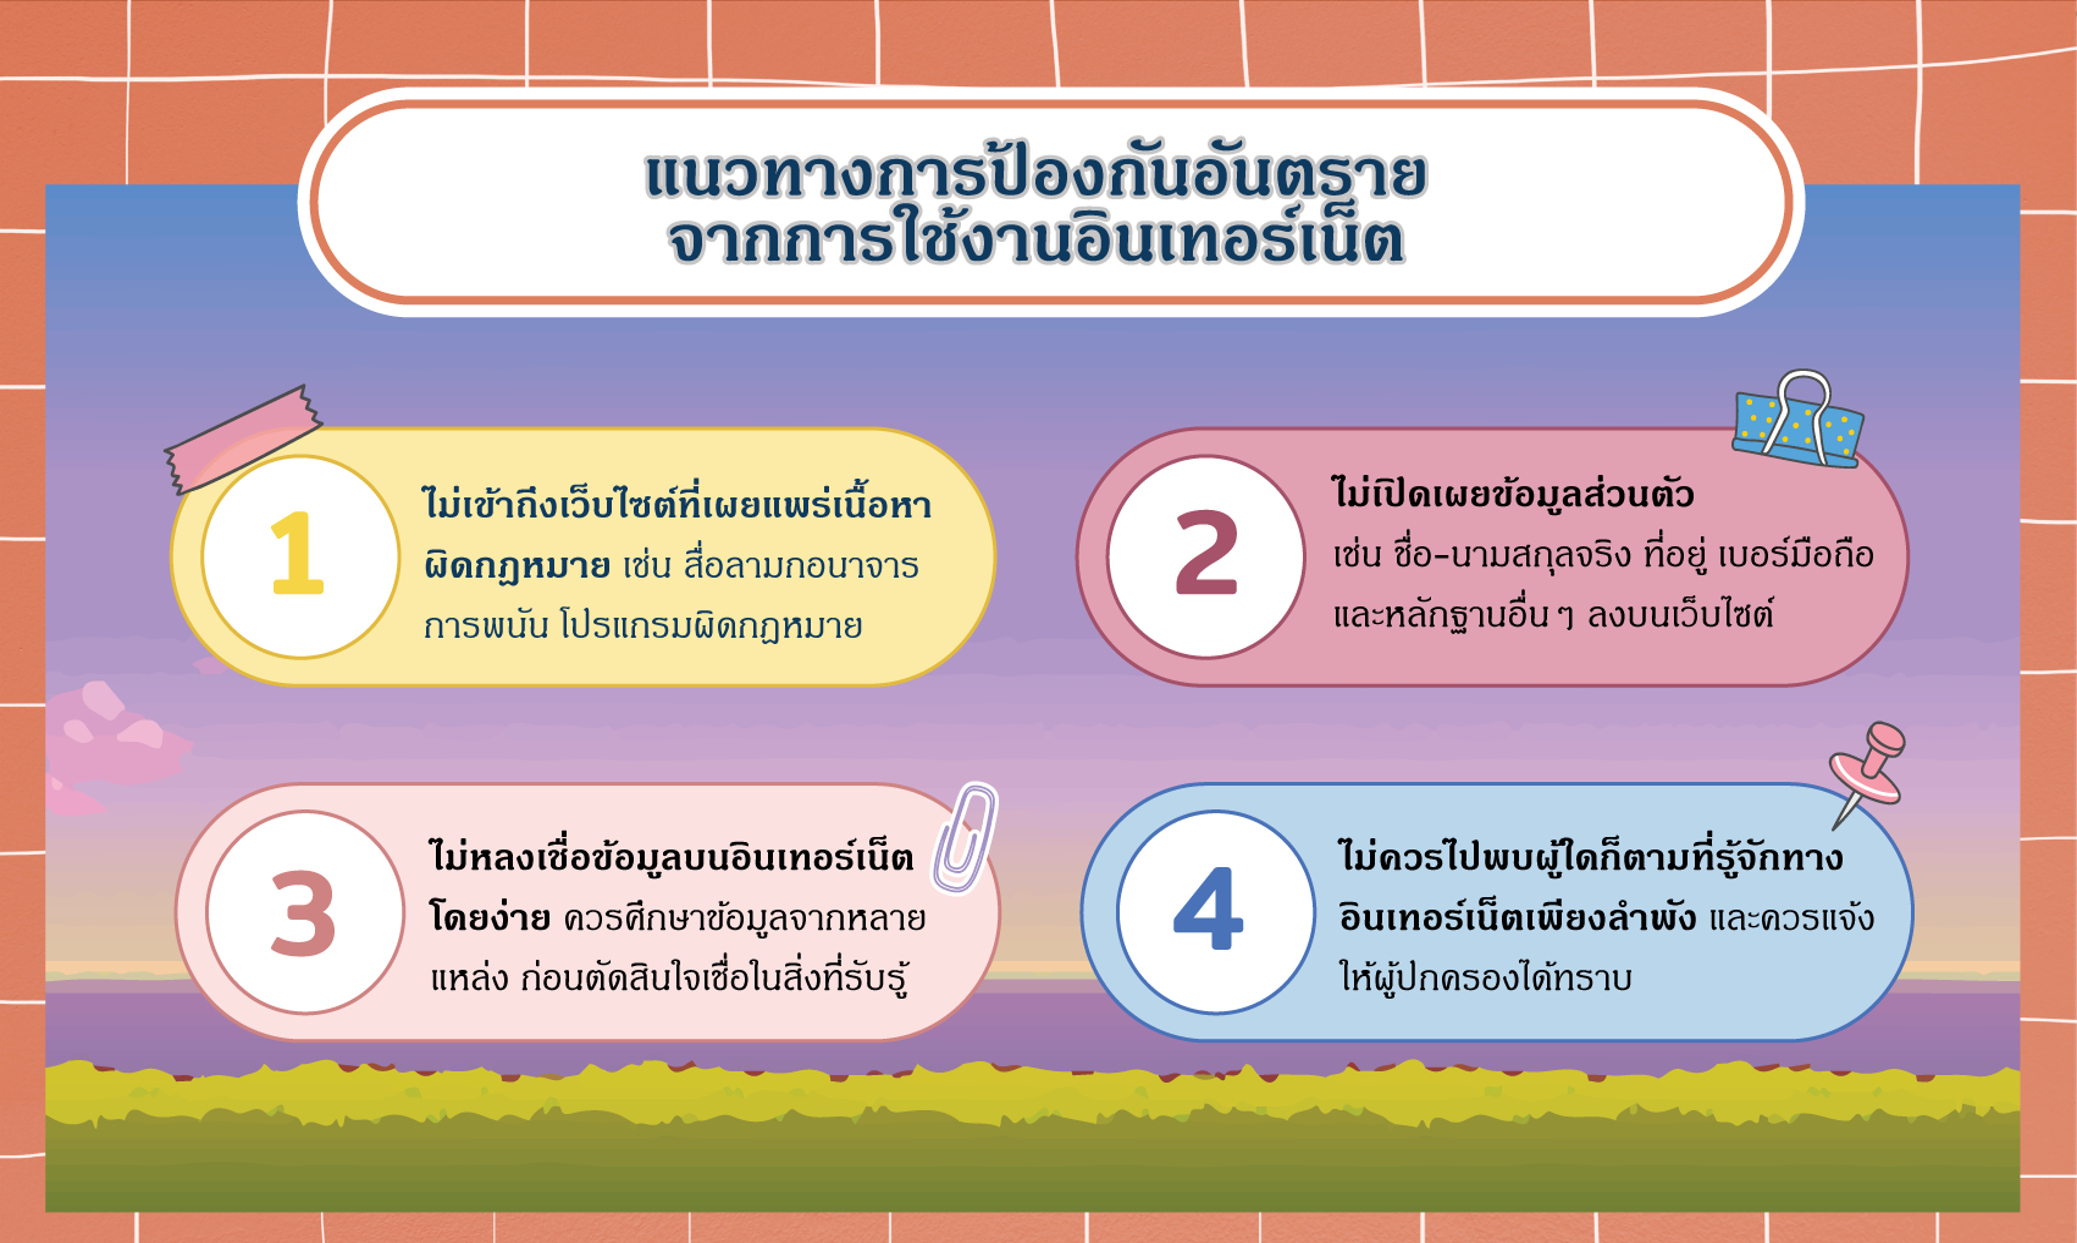 แนวทางการป้องกันอันตราย
จากการใช้งานอินเทอร์เน็ต
1
ไม่เข้าถึงเว็บไซต์ที่เผยแพร่เนื้อหา
ผิดกฎหมาย เช่น สื่อลามกอนาจาร
การพนัน โปรแกรมผิดกฎหมาย
2
ไม่เปิดเผยข้อมูลส่วนตัว
เช่น ชื่อ-นามสกุลจริง ที่อยู่ เบอร์มือถือ
และหลักฐานอื่น ๆ ลงบนเว็บไซต์
3
ไม่หลงเชื่อข้อมูลบนอินเทอร์เน็ต
โดยง่าย ควรศึกษาข้อมูลจากหลาย
แหล่ง ก่อนตัดสินใจเชื่อในสิ่งที่รับรู้
4
ไม่ควรไปพบผู้ใดก็ตามที่รู้จักทาง
อินเทอร์เน็ตเพียงลำพัง และควรแจ้ง
ให้ผู้ปกครองได้ทราบ